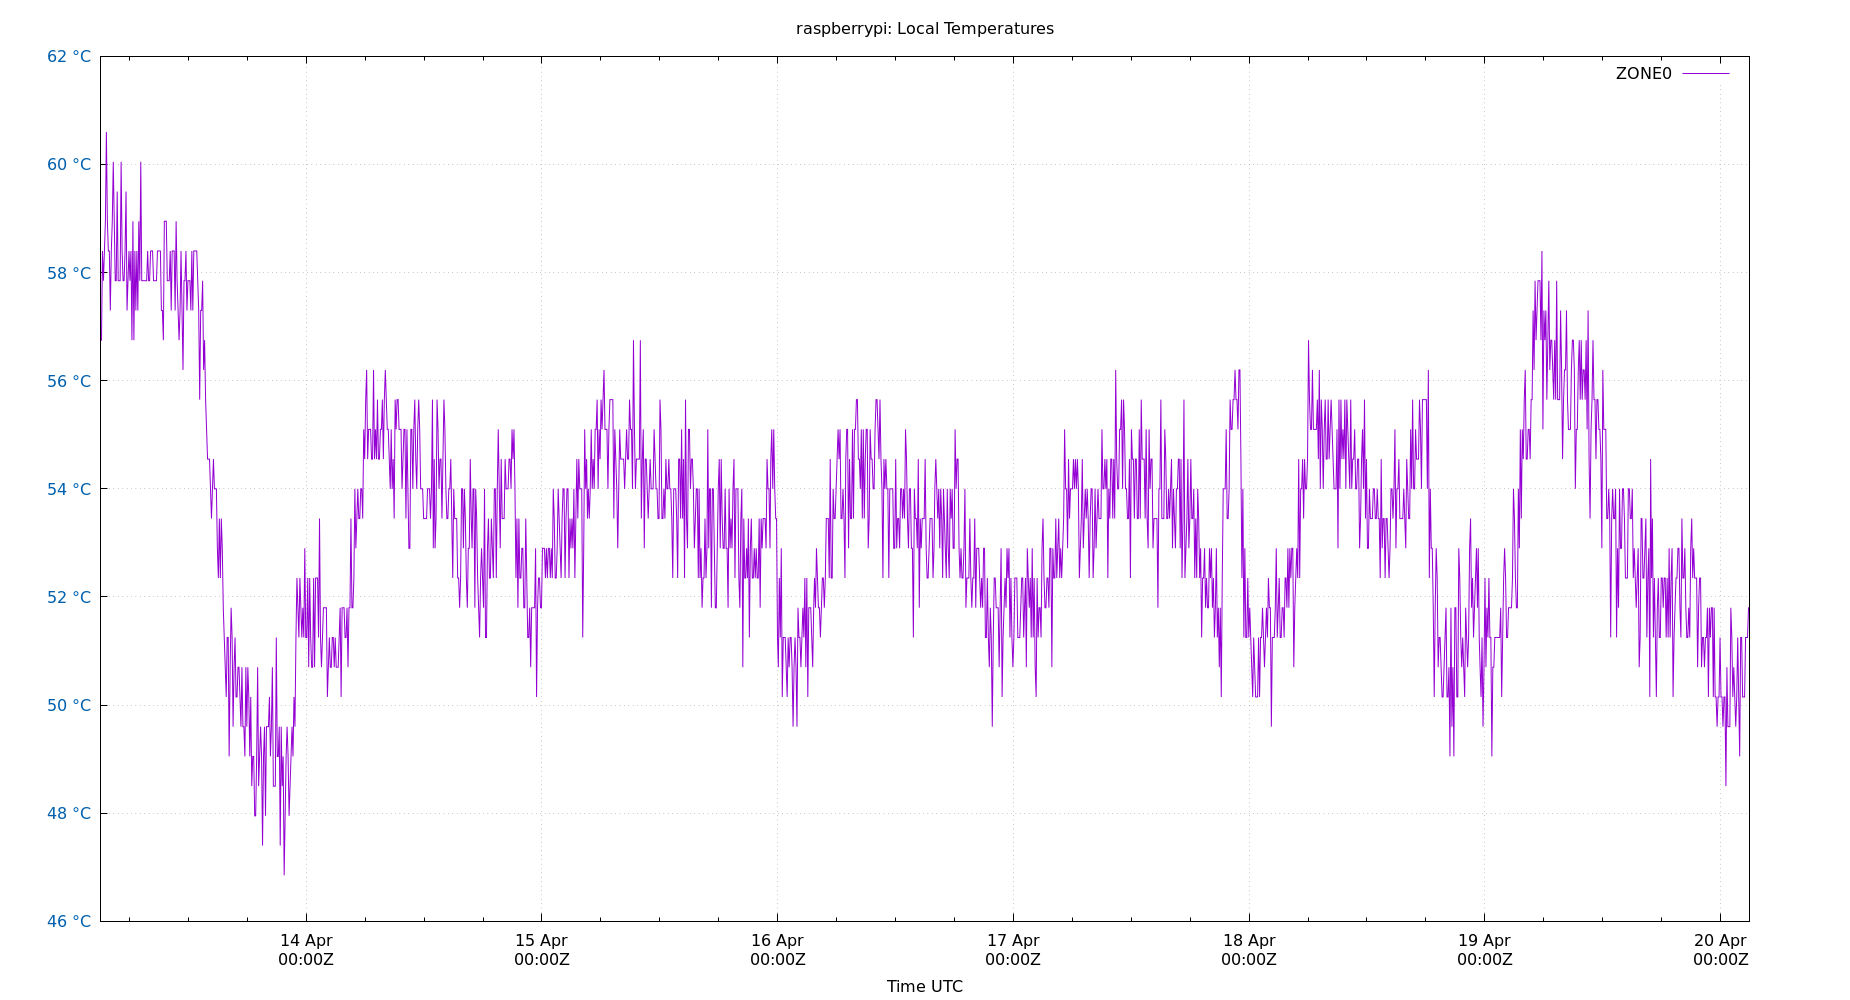 raspberrypi: Local Temperatures
62 °C
ZONE0
60 °C
58 °C
56 °C
54 °C
52 °C
50 °C
48 °C
46 °C
14 Apr 15 Apr 16 Apr 17 Apr 18 Apr 19 Apr 20 Apr
00:00Z 00:00Z 00:00Z 00:00Z 00:00Z 00:00Z 00:00Z
Time UTC